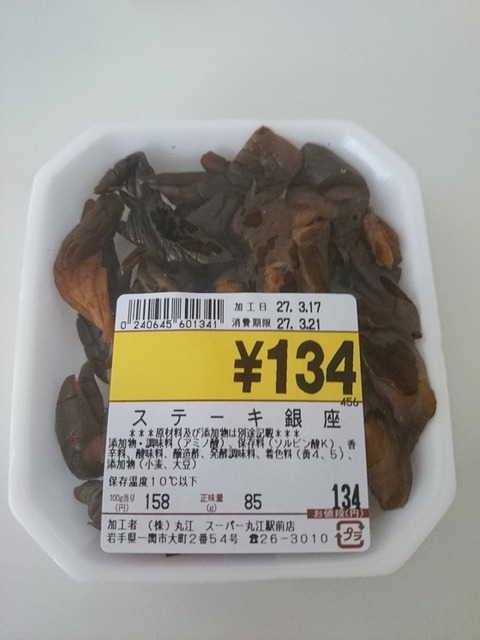 0 240645 601341
加工日 27. 3.17
消費期限 27. 3.21
¥134
456
ステーキ銀座
***原材料及び添加物は別途記載***
添加物・調味料(アミノ酸)、保存料(ソルビン酸K)、香
辛料、酸味料、醸造酢、発酵調味料、着色料(黄4、5)、
添加物(小麦、大豆)
保存温度10℃以下
100g当り(円) 158 正味量(g) 85 134
お値段(円)
加工者 (株)丸江 スーパー丸江駅前店
岩手県一関市大町2番54号 ☎26-3010
プラ